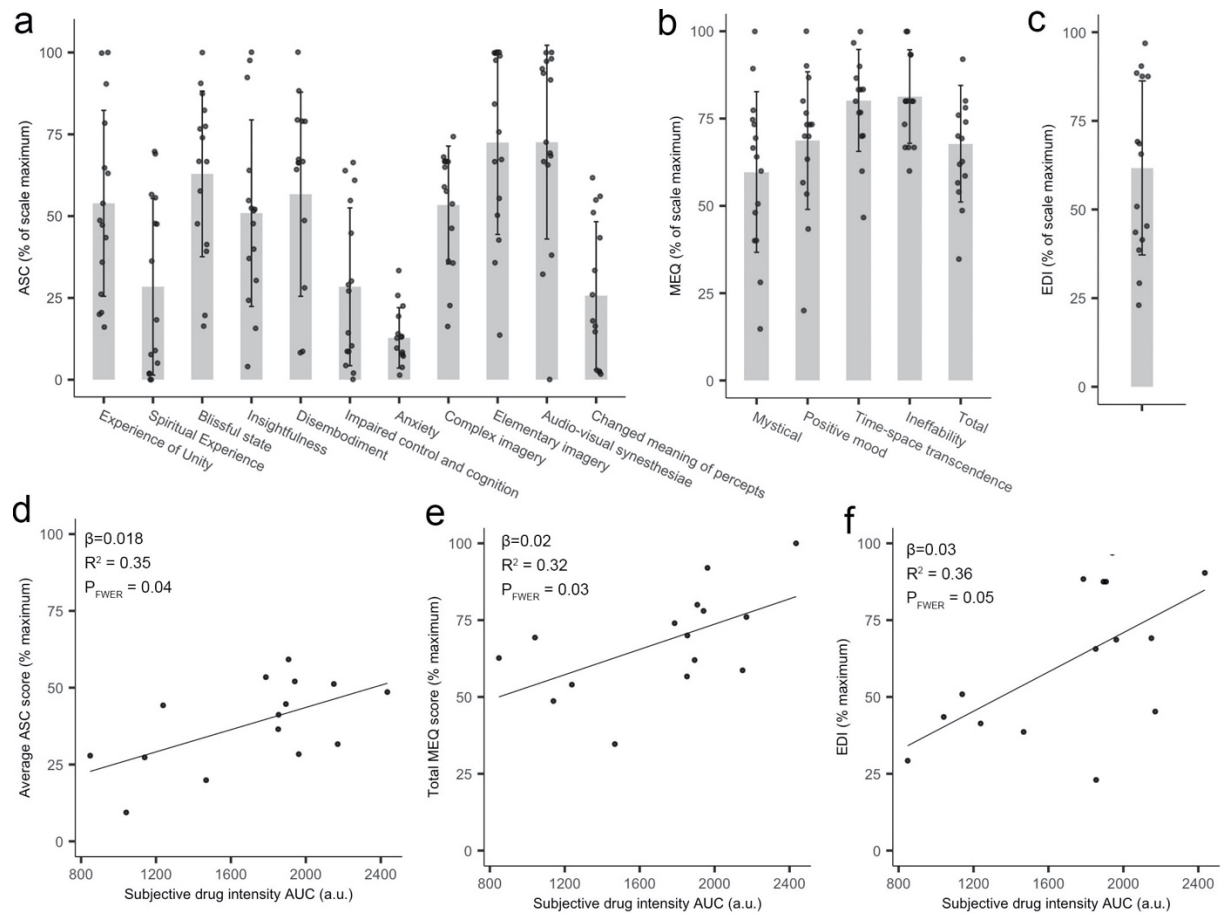 a
ASC (% of scale maximum)
100
75
50
25
0
Experience of Unity
Spiritual Experience
Blissful state
Insightfulness
Disembodiment
Impaired control and cognition
Anxiety
Complex imagery
Elementary imagery
Audio-visual synesthesiae
Changed meaning of percepts
b
MEQ (% of scale maximum)
100
75
50
25
0
Mystical
Positive mood
Time-space transcendence
Ineffability
Total
c
EDI (% of scale maximum)
100
75
50
25
0
d
β=0.018
R² = 0.35
P_FWER = 0.04
Average ASC score (% maximum)
100
75
50
25
0
800 1200 1600 2000 2400
Subjective drug intensity AUC (a.u.)
e
β=0.02
R² = 0.32
P_FWER = 0.03
Total MEQ score (% maximum)
100
75
50
25
0
800 1200 1600 2000 2400
Subjective drug intensity AUC (a.u.)
f
β=0.03
R² = 0.36
P_FWER = 0.05
EDI (% maximum)
100
75
50
25
0
800 1200 1600 2000 2400
Subjective drug intensity AUC (a.u.)